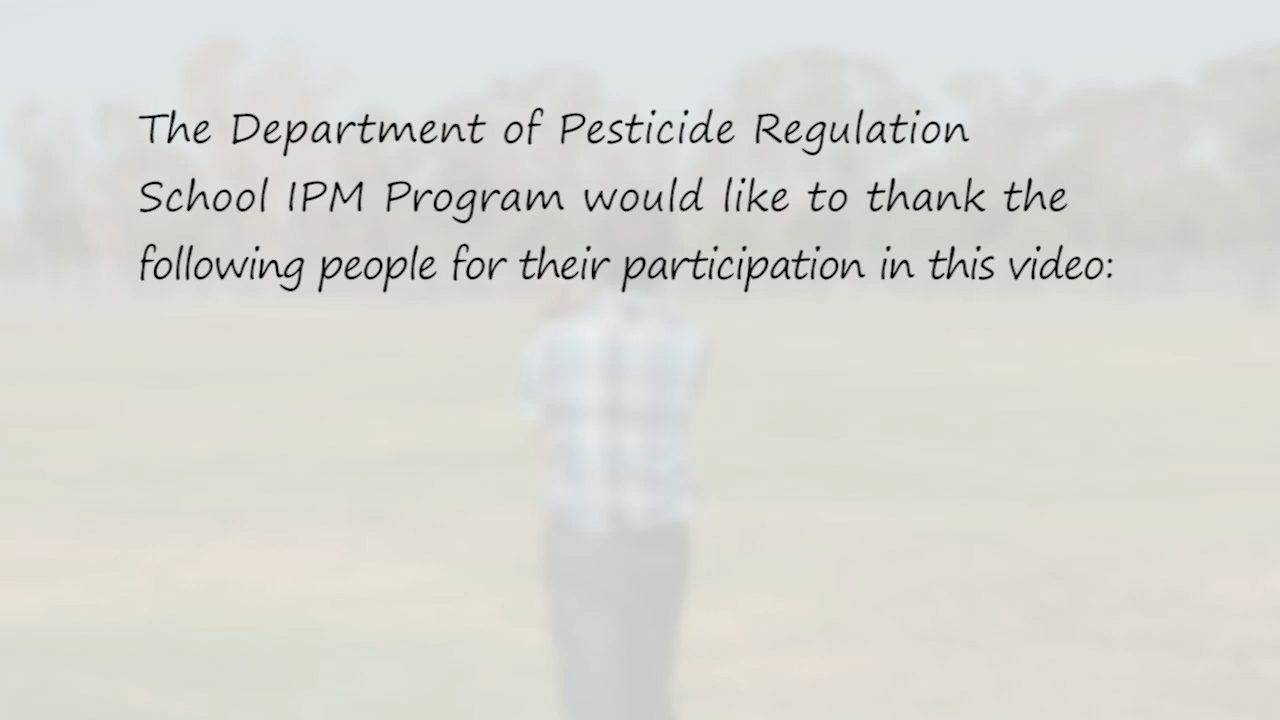 The Department of Pesticide Regulation
School IPM Program would like to thank the
following people for their participation in this video: